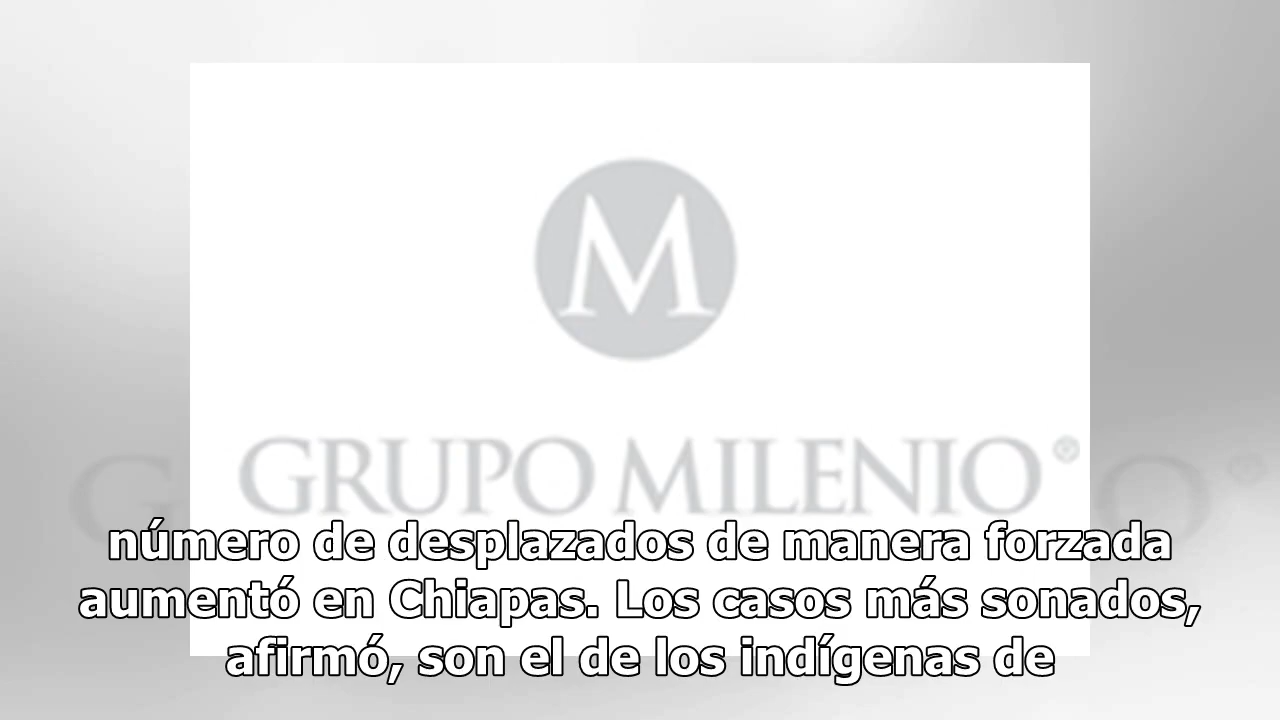 M
GRUPO MILENIO®
número de desplazados de manera forzada
aumentó en Chiapas. Los casos más sonados,
afirmó, son el de los indígenas de